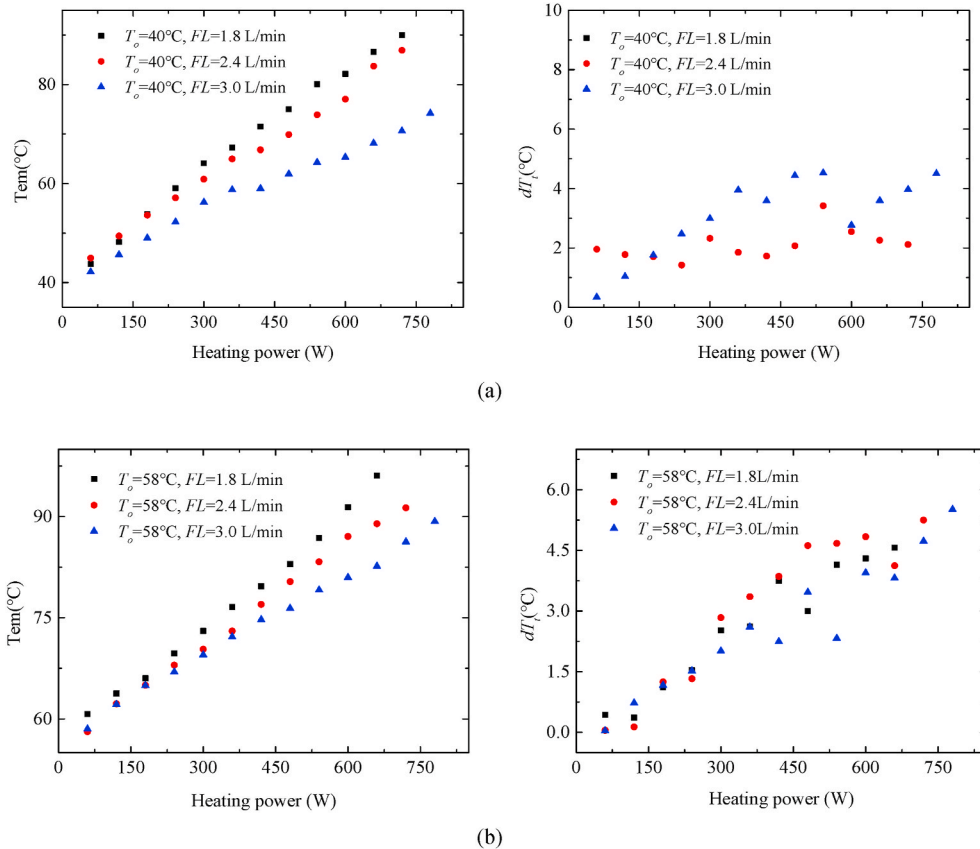 Tem(℃)
80
60
40
0
150
300
450
600
750
Heating power (W)
T_o=40℃, FL=1.8 L/min
T_o=40℃, FL=2.4 L/min
T_o=40℃, FL=3.0 L/min
dT_t(℃)
10
8
6
4
2
0
0
150
300
450
600
750
Heating power (W)
T_o=40℃, FL=1.8 L/min
T_o=40℃, FL=2.4 L/min
T_o=40℃, FL=3.0 L/min
(a)
Tem(℃)
90
75
60
0
150
300
450
600
750
Heating power (W)
T_o=58℃, FL=1.8 L/min
T_o=58℃, FL=2.4 L/min
T_o=58℃, FL=3.0 L/min
dT_t(℃)
6.0
4.5
3.0
1.5
0.0
0
150
300
450
600
750
Heating power (W)
T_o=58℃, FL=1.8L/min
T_o=58℃, FL=2.4L/min
T_o=58℃, FL=3.0L/min
(b)